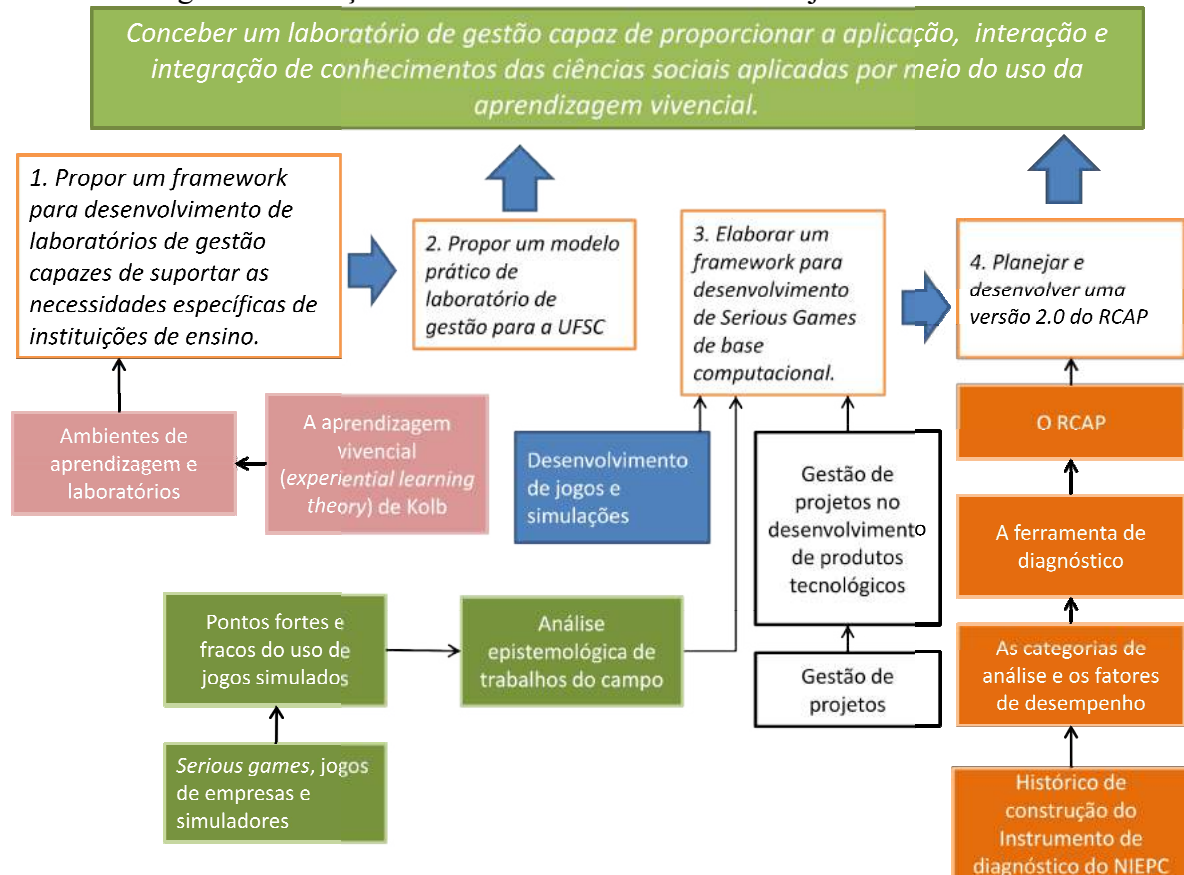 Conceber um laboratório de gestão capaz de proporcionar a aplicação, interação e
integração de conhecimentos das ciências sociais aplicadas por meio do uso da
aprendizagem vivencial.
1. Propor um framework
para desenvolvimento de
laboratórios de gestão
capazes de suportar as
necessidades específicas de
instituições de ensino.
2. Propor um modelo
prático de
laboratório de
gestão para a UFSC
3. Elaborar um
framework para
desenvolvimento
de Serious Games
de base
computacional.
4. Planejar e
desenvolver uma
versão 2.0 do RCAP
Ambientes de
aprendizagem e
laboratórios
A aprendizagem
vivencial
(experiential learning
theory) de Kolb
Desenvolvimento
de jogos e
simulações
Gestão de
projetos no
desenvolvimento
de produtos
tecnológicos
O RCAP
A ferramenta de
diagnóstico
Pontos fortes e
fracos do uso de
jogos simulados
Análise
epistemológica de
trabalhos do campo
Gestão de
projetos
As categorias de
análise e os fatores
de desempenho
Serious games, jogos
de empresas e
simuladores
Histórico de
construção do
Instrumento de
diagnóstico do NIEPC